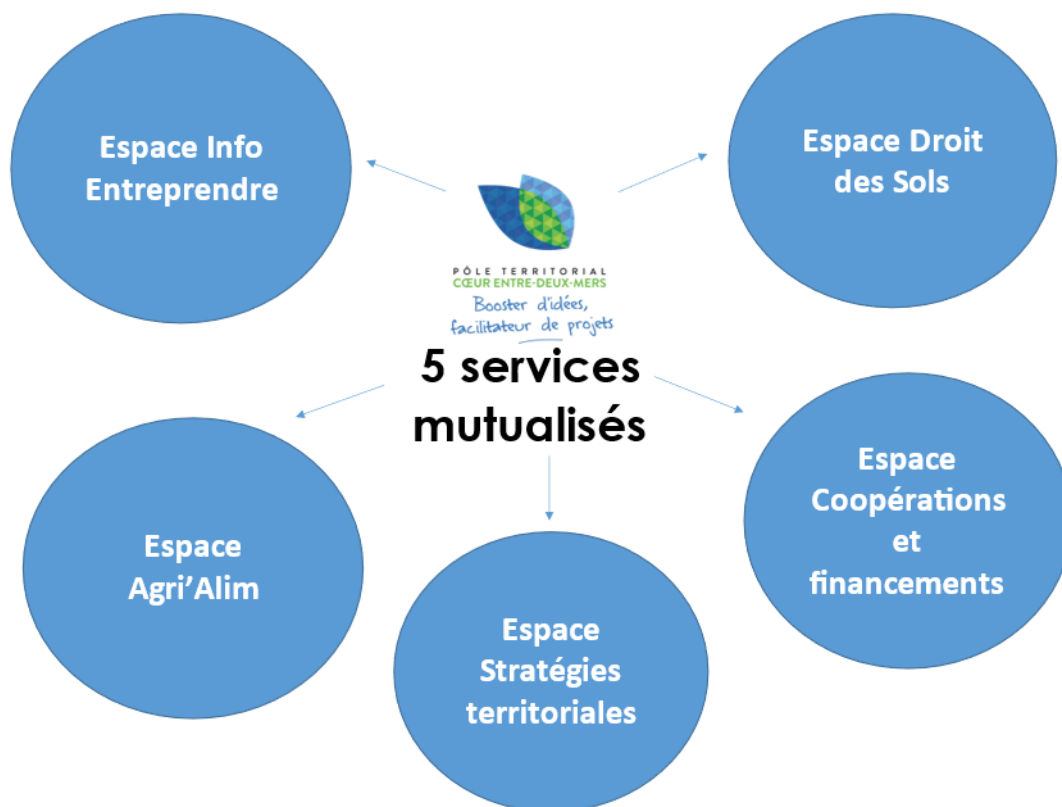 Espace Info
Entreprendre
Espace Droit
des Sols
PÔLE TERRITORIAL
CŒUR ENTRE-DEUX-MERS
Booster d'idées,
facilitateur de projets
5 services
mutualisés
Espace
Agri'Alim
Espace
Stratégies
territoriales
Espace
Coopérations
et
financements